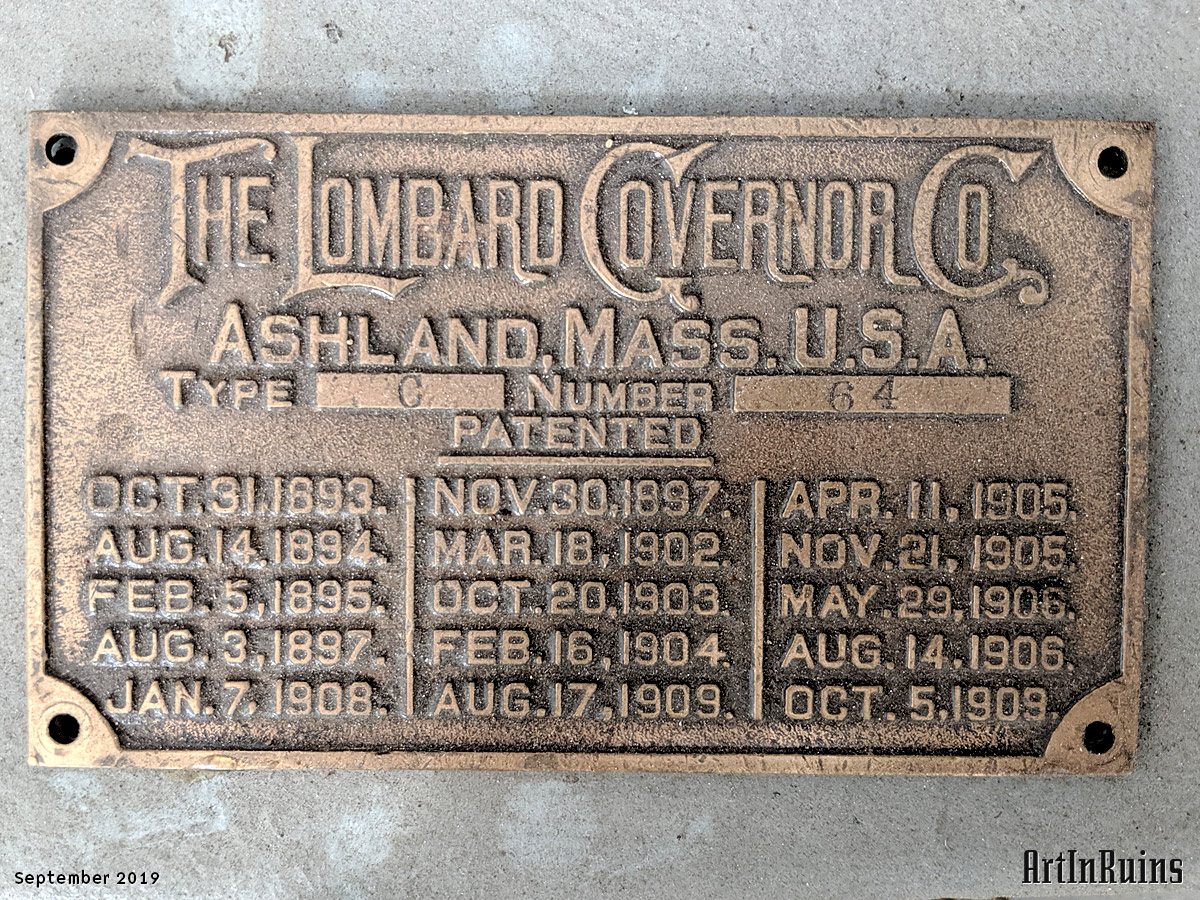 THE LOMBARD GOVERNOR CO.
ASHLAND, MASS. U.S.A.
TYPE C NUMBER 64
PATENTED
OCT. 31, 1893. NOV. 30, 1897. APR. 11, 1905.
AUG. 14, 1894. MAR. 18, 1902. NOV. 21, 1905.
FEB. 5, 1895. OCT. 20, 1903. MAY. 29, 1906.
AUG. 3, 1897. FEB. 16, 1904. AUG. 14. 1906.
JAN. 7, 1908. AUG. 17, 1909. OCT. 5, 1909.
September 2019
ArtInRuins